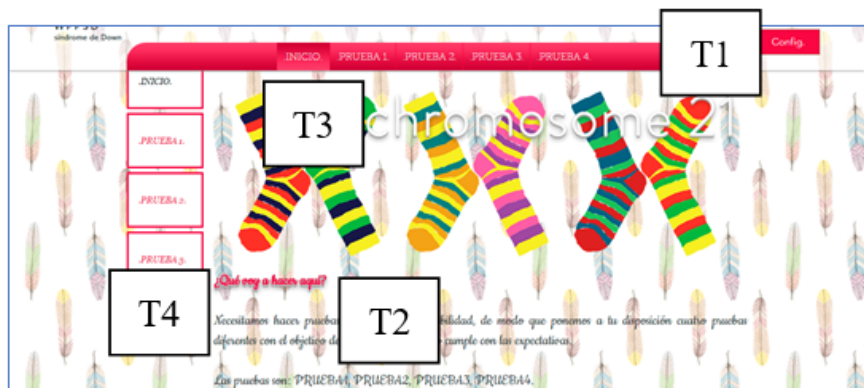 síndrome de Down
Config.
INICIO. PRUEBA 1. PRUEBA 2. PRUEBA 3. PRUEBA 4.
T1
.INICIO.
T3
chromosome 21
.PRUEBA 1.
.PRUEBA 2.
.PRUEBA 3.
¿Qué voy a hacer aquí?
T4
T2
Necesitamos hacer pruebas bilidad, de modo que ponemos a tu disposición cuatro pruebas
diferentes con el objetivo de cumple con las expectativas.
Las pruebas son: PRUEBA1, PRUEBA2, PRUEBA3, PRUEBA4.